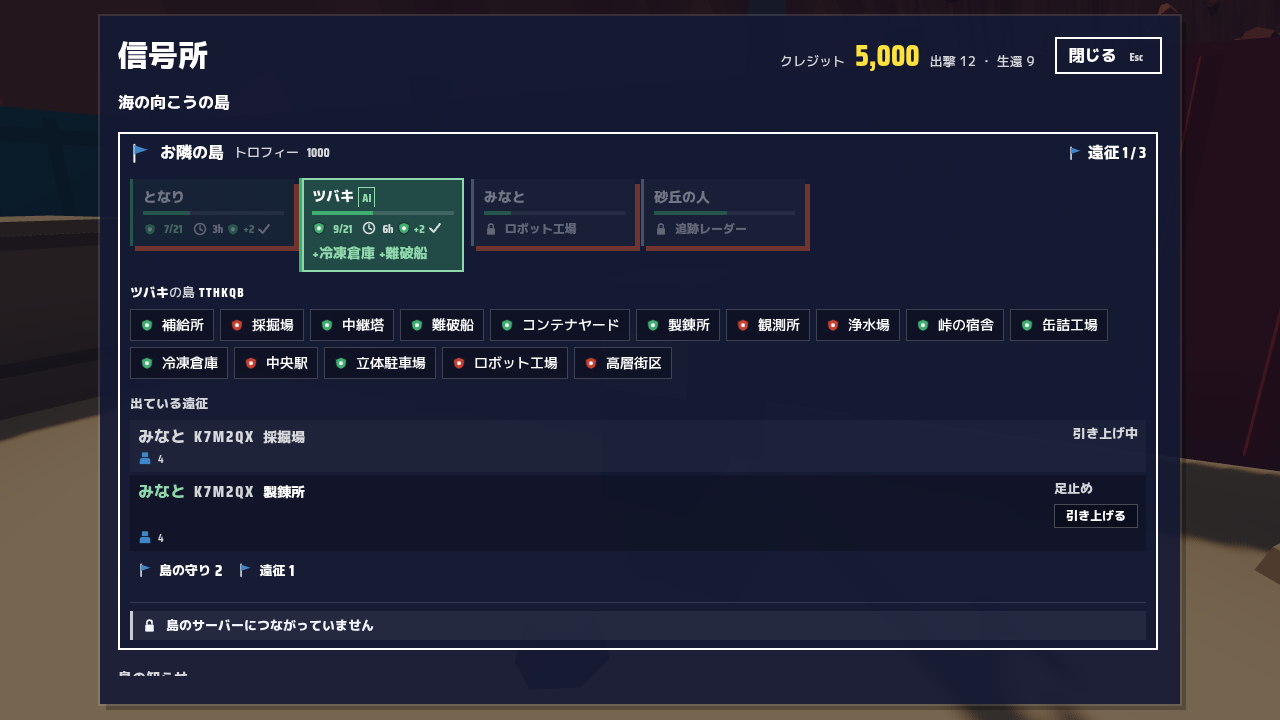 信号所
クレジット 5,000 出撃 12 · 生還 9
閉じる Esc
海の向こうの島
お隣の島 トロフィー 1000
遠征 1/3
となり
7/21 3h +2
ツバキ AI
9/21 6h +2
+冷凍倉庫 +難破船
みなと
ロボット工場
砂丘の人
追跡レーダー
ツバキの島 TTHKQB
補給所 採掘場 中継塔 難破船 コンテナヤード 製錬所 観測所 浄水場 峠の宿舎 缶詰工場
冷凍倉庫 中央駅 立体駐車場 ロボット工場 高層街区
出ている遠征
みなと K7M2QX 採掘場
引き上げ中
4
みなと K7M2QX 製錬所
足止め
引き上げる
4
島の守り 2 遠征 1
島のサーバーにつながっていません